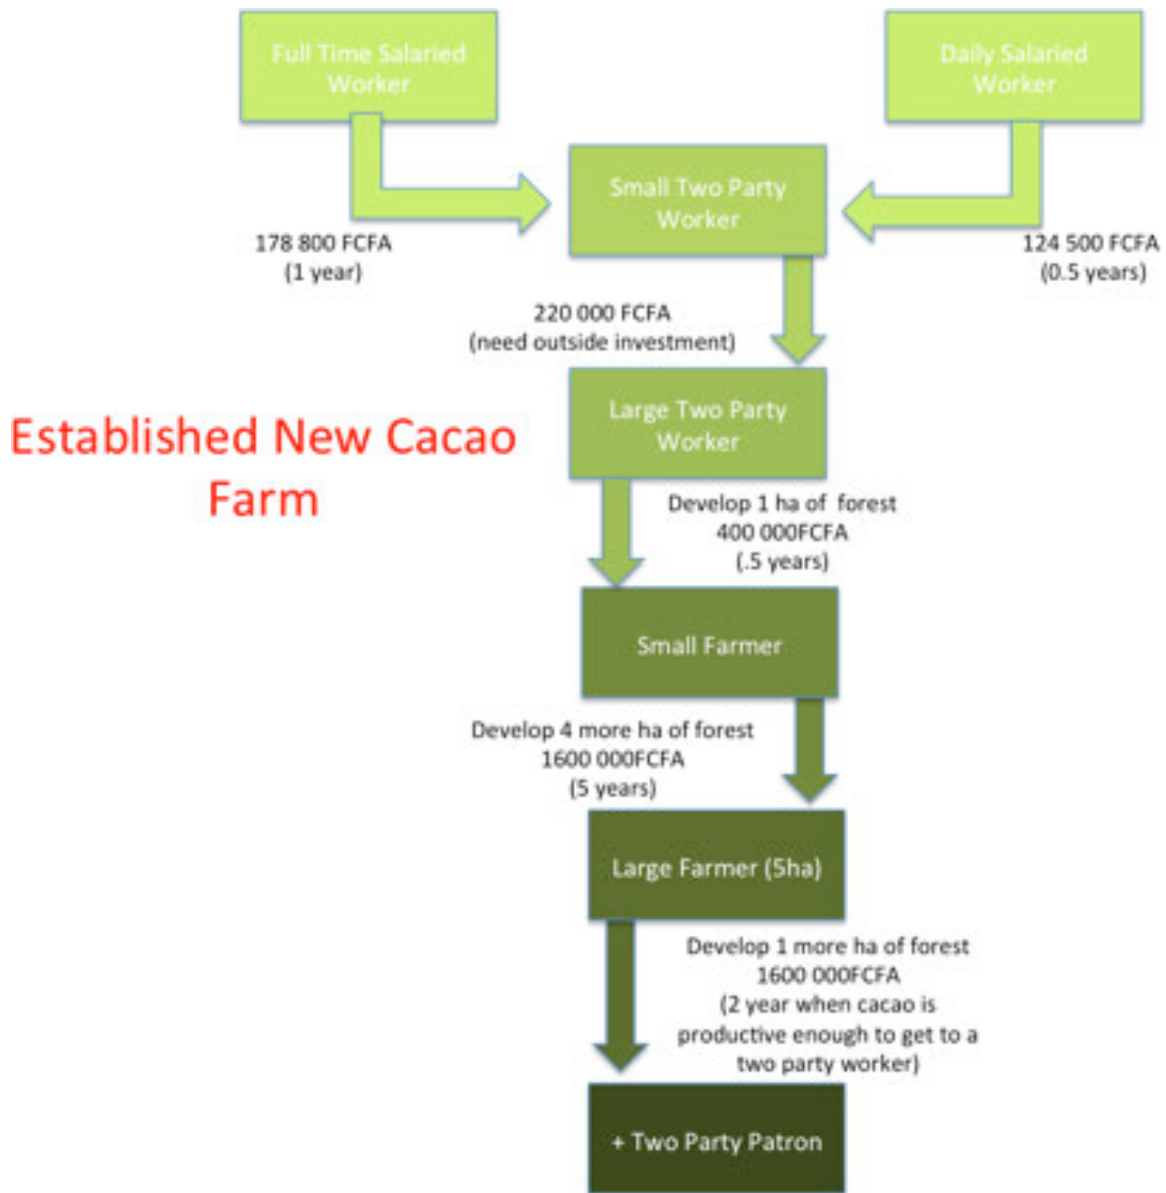 Full Time Salaried
Worker
Daily Salaried
Worker
Small Two Party
Worker
178 800 FCFA
(1 year)
124 500 FCFA
(0.5 years)
220 000 FCFA
(need outside investment)
Large Two Party
Worker
Established New Cacao
Farm
Develop 1 ha of forest
400 000FCFA
(.5 years)
Small Farmer
Develop 4 more ha of forest
1600 000FCFA
(5 years)
Large Farmer (5ha)
Develop 1 more ha of forest
1600 000FCFA
(2 year when cacao is
productive enough to get to a
two party worker)
+ Two Party Patron